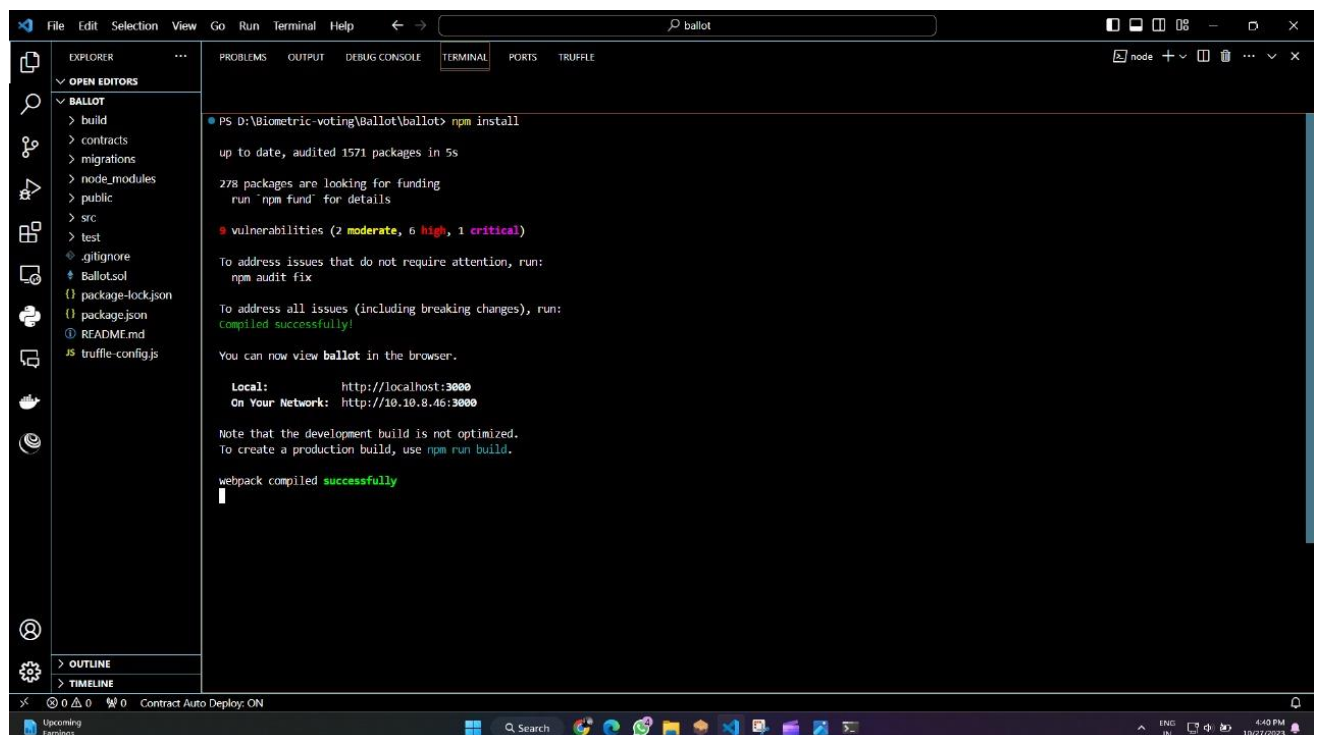 File Edit Selection View Go Run Terminal Help ← → ballot
EXPLORER ...
OPEN EDITORS
BALLOT
build
contracts
migrations
node_modules
public
src
test
.gitignore
Ballot.sol
package-lock.json
package.json
README.md
JS truffle-config.js
OUTLINE
TIMELINE
PROBLEMS OUTPUT DEBUG CONSOLE TERMINAL PORTS TRUFFLE
node
PS D:\Biometric-voting\Ballot\ballot> npm install
up to date, audited 1571 packages in 5s
278 packages are looking for funding
run `npm fund` for details
9 vulnerabilities (2 moderate, 6 high, 1 critical)
To address issues that do not require attention, run:
npm audit fix
To address all issues (including breaking changes), run:
Compiled successfully!
You can now view ballot in the browser.
Local: http://localhost:3000
On Your Network: http://10.10.8.46:3000
Note that the development build is not optimized.
To create a production build, use npm run build.
webpack compiled successfully
0 0 0 Contract Auto Deploy: ON
Upcoming
Earnings
Search
ENG
IN
4:40 PM
10/27/2023